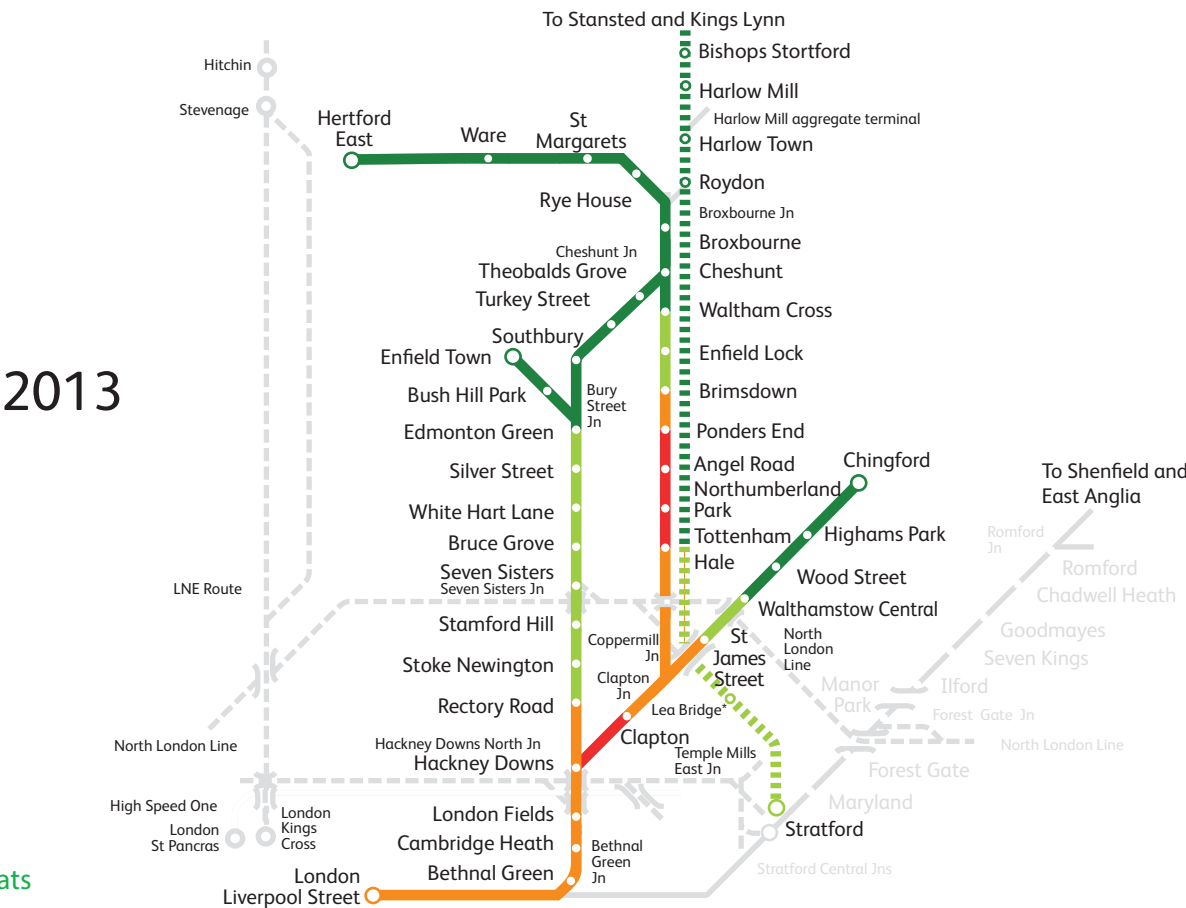 To Stansted and Kings Lynn
Bishops Stortford
Hitchin
Harlow Mill
Stevenage
Harlow Mill aggregate terminal
Hertford
East
Ware
St
Margarets
Harlow Town
Roydon
Rye House
Broxbourne Jn
Broxbourne
Cheshunt Jn
Theobalds Grove
Cheshunt
Turkey Street
Waltham Cross
Southbury
Enfield Town
Enfield Lock
2013
Bush Hill Park
Bury
Street
Jn
Brimsdown
Edmonton Green
Ponders End
Silver Street
Angel Road
Chingford
To Shenfield and
East Anglia
Northumberland
Park
White Hart Lane
Tottenham
Hale
Highams Park
Romford
Jn
Bruce Grove
Romford
Seven Sisters
Seven Sisters Jn
Wood Street
Chadwell Heath
LNE Route
Walthamstow Central
Stamford Hill
Coppermill
Jn
St
James
Street
North
London
Line
Goodmayes
Seven Kings
Stoke Newington
Clapton
Jn
Manor
Park
Ilford
Rectory Road
Lea Bridge*
Forest Gate Jn
North London Line
Hackney Downs North Jn
Hackney Downs
Clapton
Temple Mills
East Jn
North London Line
Forest Gate
High Speed One
London
St Pancras
London
Kings
Cross
London Fields
Maryland
Stratford
Cambridge Heath
Bethnal
Green
Jn
Bethnal Green
Stratford Central Jns
ats
London
Liverpool Street